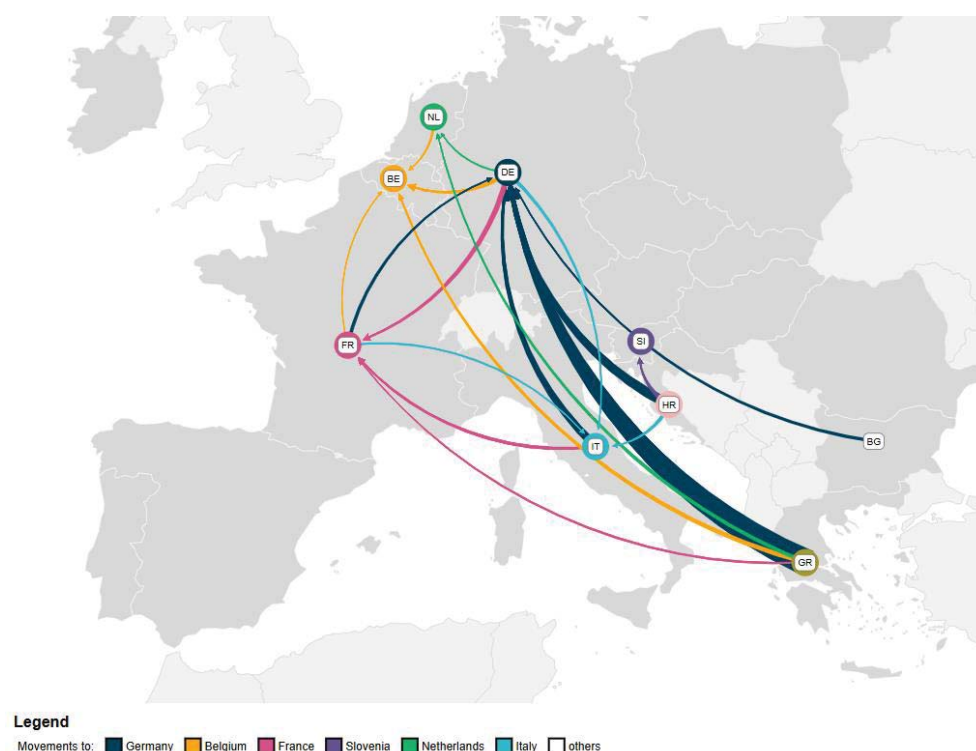 NL
BE
DE
FR
SI
HR
IT
BG
GR
Legend
Movements to: Germany Belgium France Slovenia Netherlands Italy others